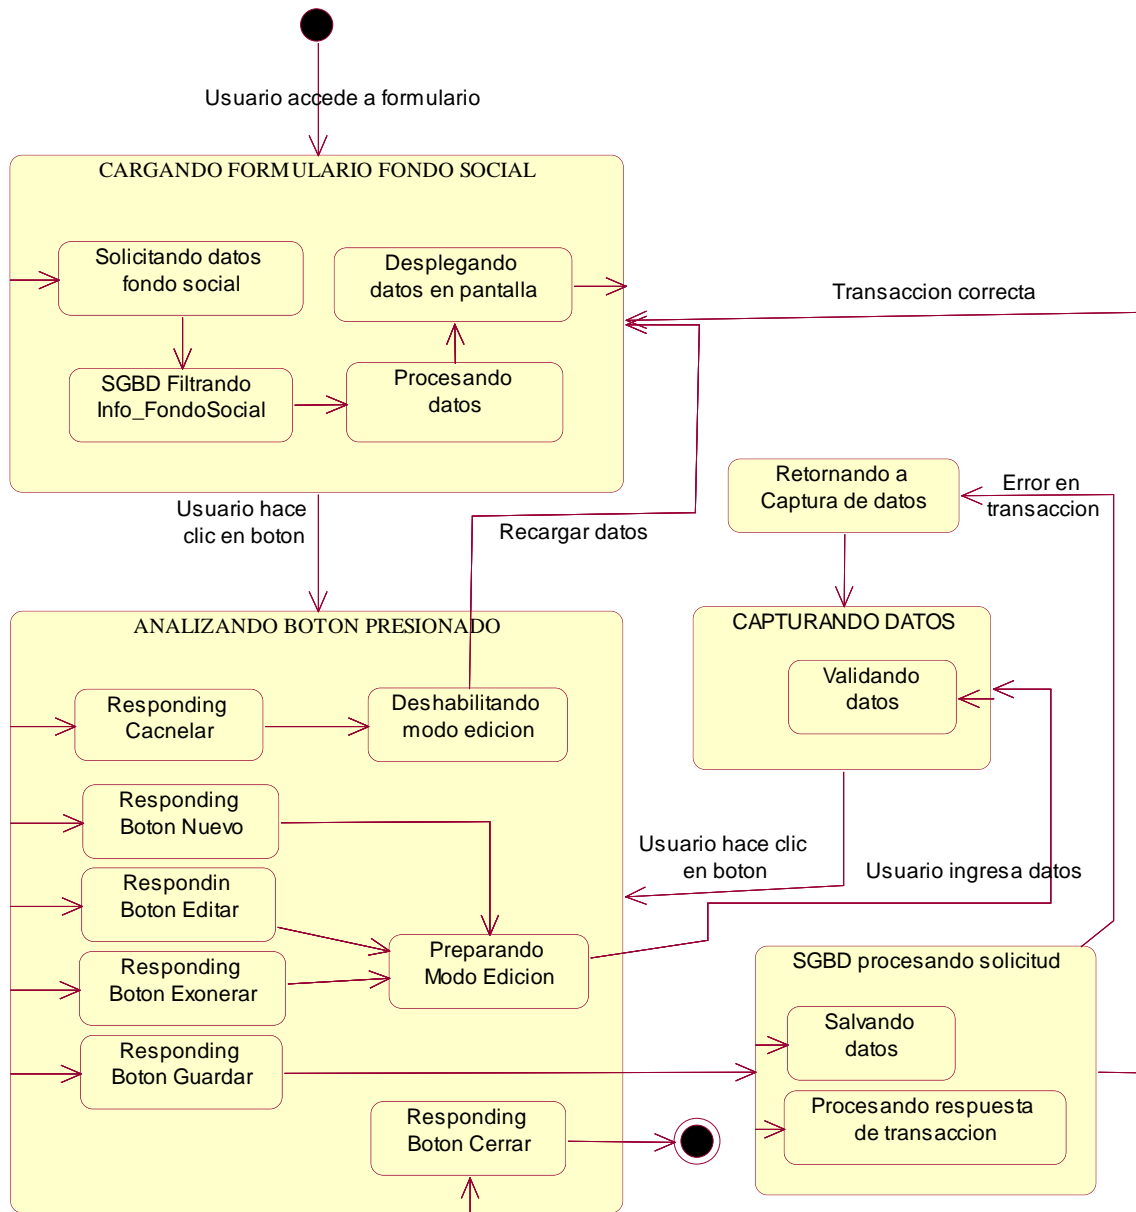 Usuario accede a formulario
CARGANDO FORMULARIO FONDO SOCIAL
Solicitando datos
fondo social
Desplegando
datos en pantalla
SGBD Filtrando
Info_FondoSocial
Procesando
datos
Transaccion correcta
Usuario hace
clic en boton
Recargar datos
Retornando a
Captura de datos
Error en
transaccion
ANALIZANDO BOTON PRESIONADO
Responding
Cacnelar
Deshabilitando
modo edicion
Responding
Boton Nuevo
Respondin
Boton Editar
Responding
Boton Exonerar
Preparando
Modo Edicion
Responding
Boton Guardar
Responding
Boton Cerrar
CAPTURANDO DATOS
Validando
datos
Usuario hace clic
en boton
Usuario ingresa datos
SGBD procesando solicitud
Salvando
datos
Procesando respuesta
de transaccion